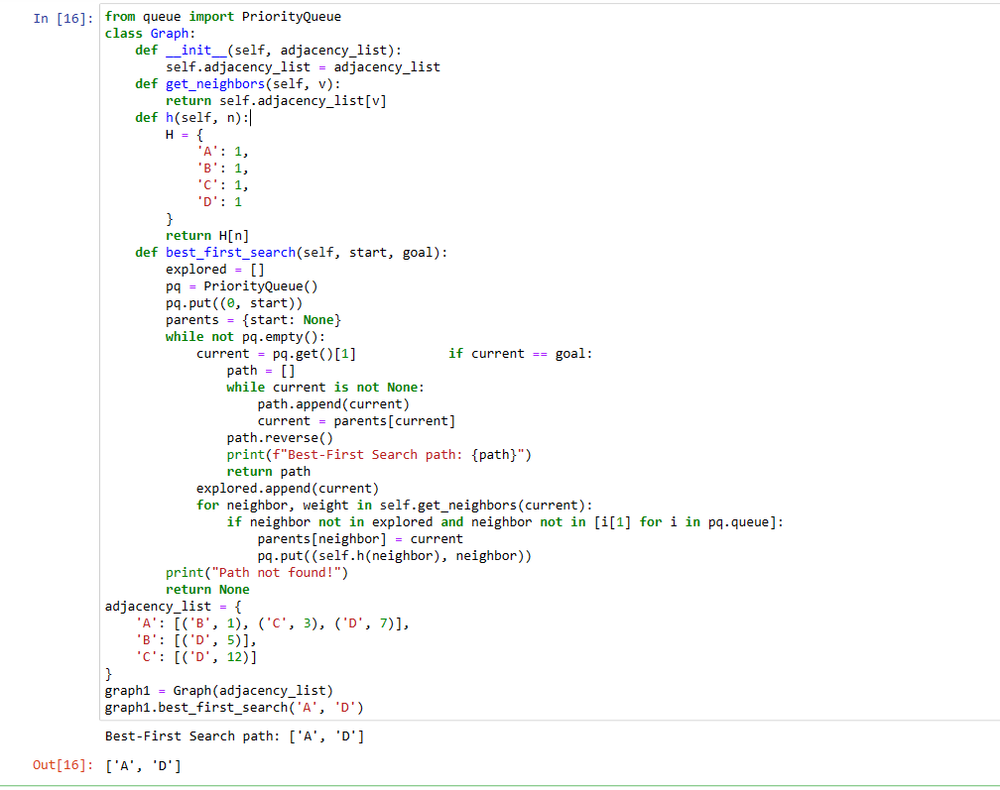 In [16]: from queue import PriorityQueue
class Graph:
    def __init__(self, adjacency_list):
        self.adjacency_list = adjacency_list
    def get_neighbors(self, v):
        return self.adjacency_list[v]
    def h(self, n):
        H = {
            'A': 1,
            'B': 1,
            'C': 1,
            'D': 1
        }
        return H[n]
    def best_first_search(self, start, goal):
        explored = []
        pq = PriorityQueue()
        pq.put((0, start))
        parents = {start: None}
        while not pq.empty():
            current = pq.get()[1]            if current == goal:
                path = []
                while current is not None:
                    path.append(current)
                    current = parents[current]
                path.reverse()
                print(f"Best-First Search path: {path}")
                return path
            explored.append(current)
            for neighbor, weight in self.get_neighbors(current):
                if neighbor not in explored and neighbor not in [i[1] for i in pq.queue]:
                    parents[neighbor] = current
                    pq.put((self.h(neighbor), neighbor))
        print("Path not found!")
        return None
adjacency_list = {
    'A': [('B', 1), ('C', 3), ('D', 7)],
    'B': [('D', 5)],
    'C': [('D', 12)]
}
graph1 = Graph(adjacency_list)
graph1.best_first_search('A', 'D')
Best-First Search path: ['A', 'D']
Out[16]: ['A', 'D']